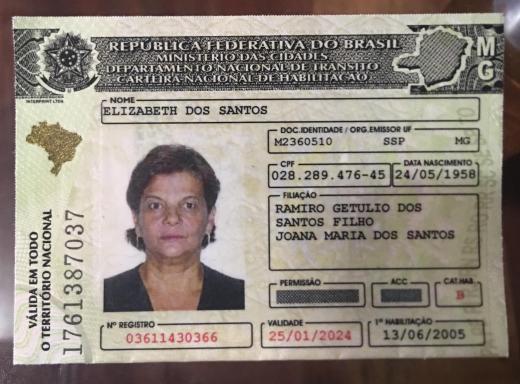 REPÚBLICA FEDERATIVA DO BRASIL
MINISTÉRIO DAS CIDADES
DEPARTAMENTO NACIONAL DE TRÂNSITO
CARTEIRA NACIONAL DE HABILITAÇÃO
MG
INTERPRINT LTDA
NOME
ELIZABETH DOS SANTOS
DOC. IDENTIDADE / ORG. EMISSOR UF
M2360510 SSP MG
CPF DATA NASCIMENTO
028.289.476-45 24/05/1958
FILIAÇÃO
RAMIRO GETULIO DOS
SANTOS FILHO
JOANA MARIA DOS SANTOS
PERMISSÃO ACC CAT.HAB
B
VÁLIDA EM TODO
O TERRITÓRIO NACIONAL
1761387037
Nº REGISTRO VALIDADE 1ª HABILITAÇÃO
03611430366 25/01/2024 13/06/2005